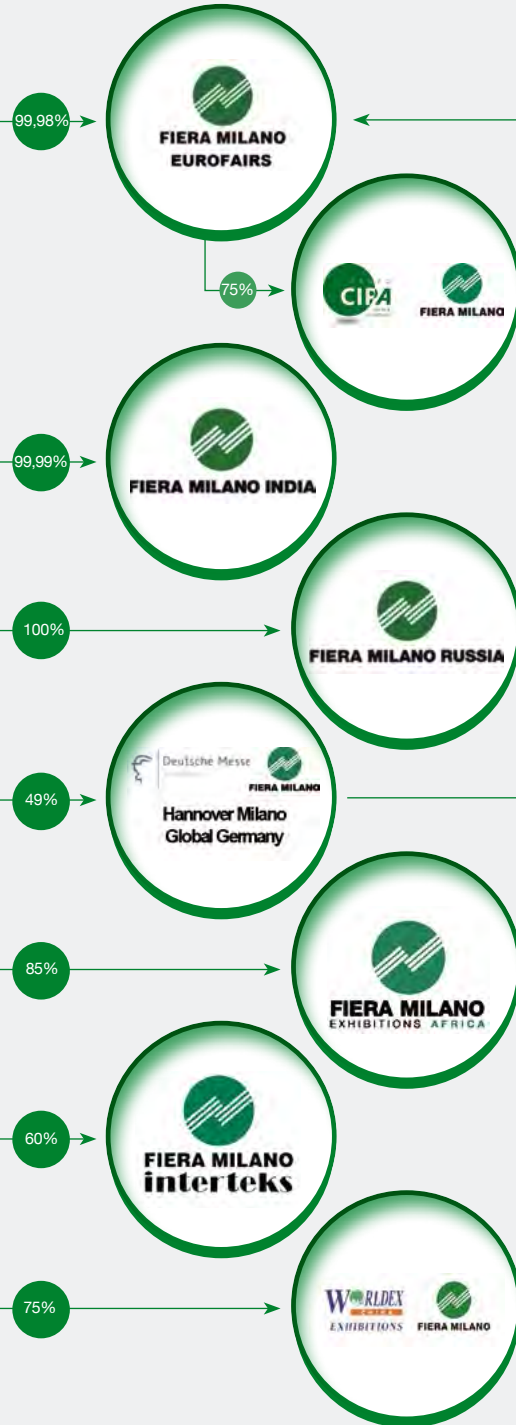 99,98%
FIERA MILANO
EUROFAIRS
75%
CIPA
FIERA MILANO
99,99%
FIERA MILANO INDIA
100%
FIERA MILANO RUSSIA
49%
Deutsche Messe
FIERA MILANO
Hannover Milano
Global Germany
85%
FIERA MILANO
EXHIBITIONS AFRICA
60%
FIERA MILANO
interteks
75%
WORLDEX
CHINA
EXHIBITIONS
FIERA MILANO